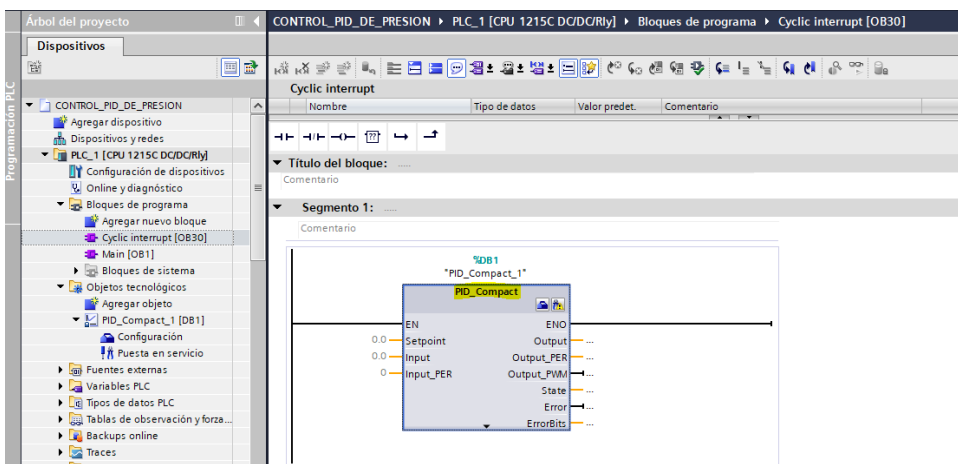 Árbol del proyecto
CONTROL_PID_DE_PRESION PLC_1 [CPU 1215C DC/DC/Rly] Bloques de programa Cyclic interrupt [OB30]
Dispositivos
Programación PLC
CONTROL_PID_DE_PRESION
Agregar dispositivo
Dispositivos y redes
PLC_1 [CPU 1215C DC/DC/Rly]
Configuración de dispositivos
Online y diagnóstico
Bloques de programa
Agregar nuevo bloque
Cyclic interrupt [OB30]
Main [OB1]
Bloques de sistema
Objetos tecnológicos
Agregar objeto
PID_Compact_1 [DB1]
Configuración
Puesta en servicio
Fuentes externas
Variables PLC
Tipos de datos PLC
Tablas de observación y forza...
Backups online
Traces
Cyclic interrupt
Nombre Tipo de datos Valor predet. Comentario
??
Título del bloque: .....
Comentario
Segmento 1: .....
Comentario
%DB1
"PID_Compact_1"
PID_Compact
EN ENO
0.0 Setpoint Output ...
0.0 Input Output_PER ...
0 Input_PER Output_PWM ...
State ...
Error ...
ErrorBits ...